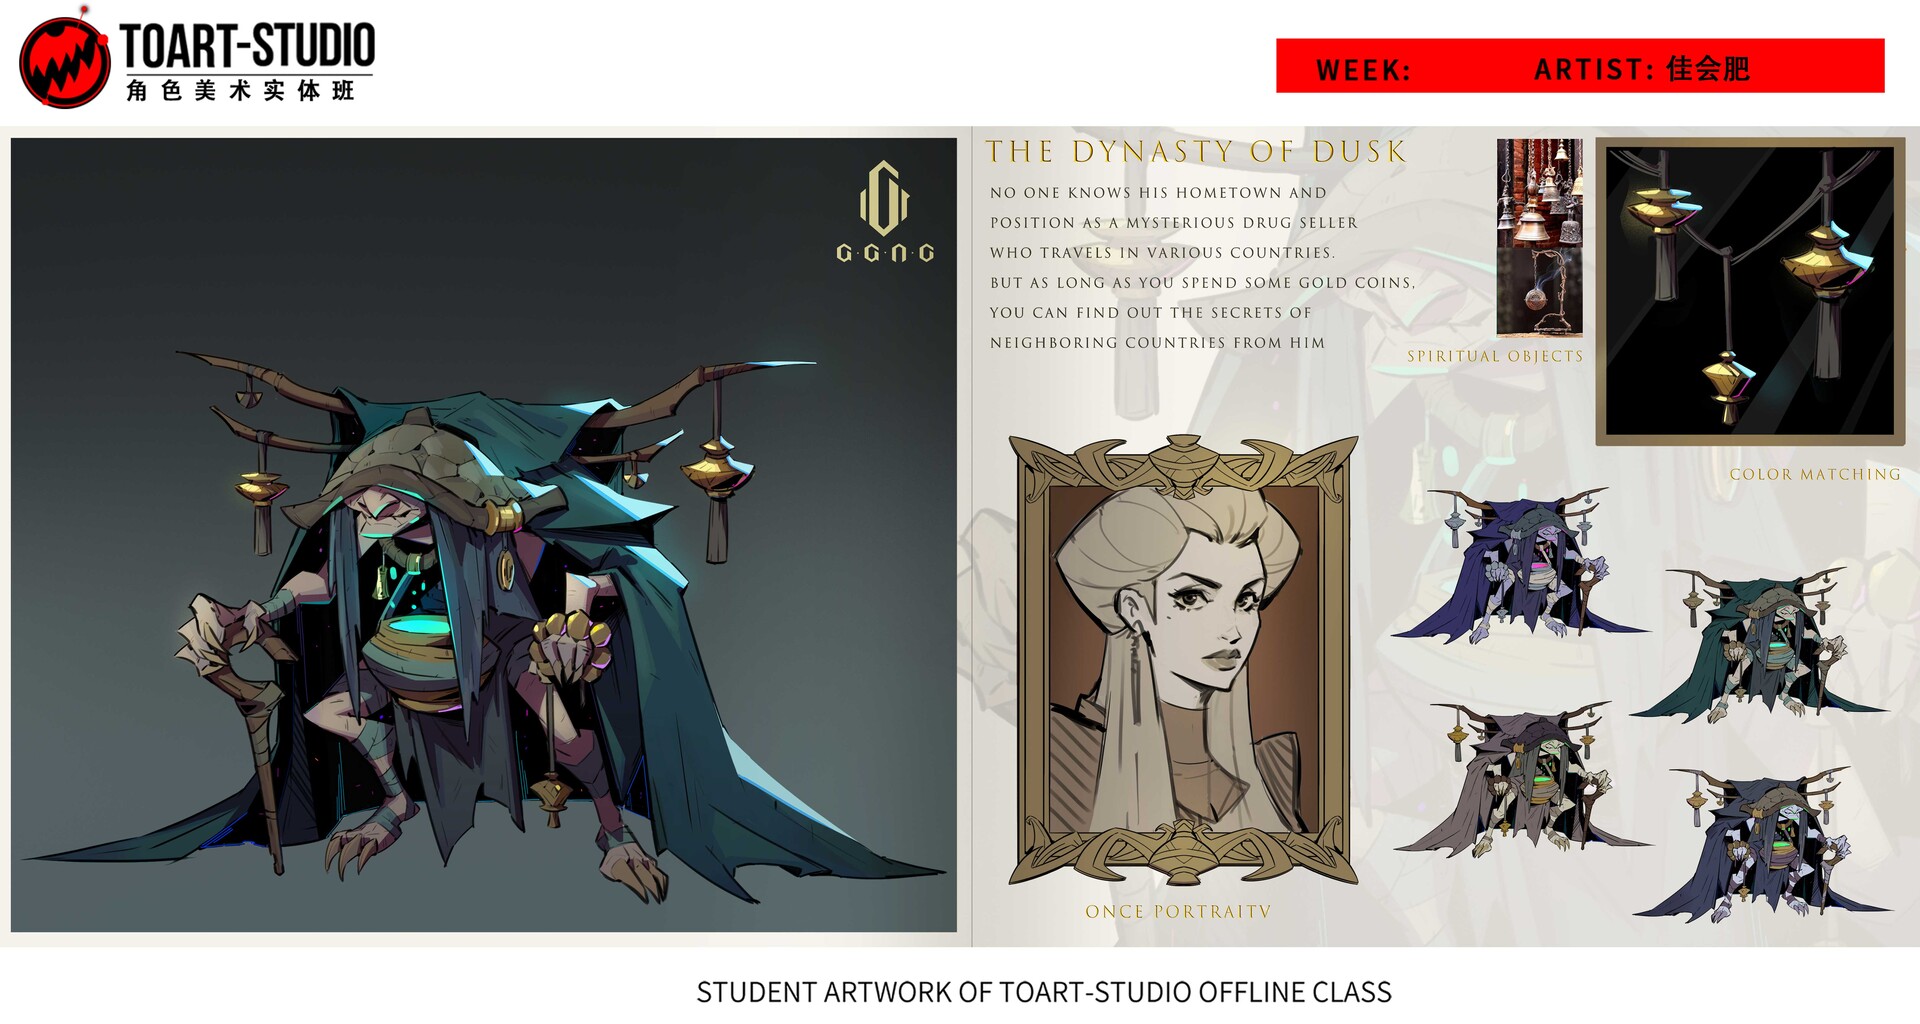 TOART-STUDIO
角色美术实体班
WEEK:
ARTIST: 佳会肥
G·G·N·G
THE DYNASTY OF DUSK
NO ONE KNOWS HIS HOMETOWN AND
POSITION AS A MYSTERIOUS DRUG SELLER
WHO TRAVELS IN VARIOUS COUNTRIES.
BUT AS LONG AS YOU SPEND SOME GOLD COINS,
YOU CAN FIND OUT THE SECRETS OF
NEIGHBORING COUNTRIES FROM HIM
SPIRITUAL OBJECTS
COLOR MATCHING
ONCE PORTRAITV
STUDENT ARTWORK OF TOART-STUDIO OFFLINE CLASS